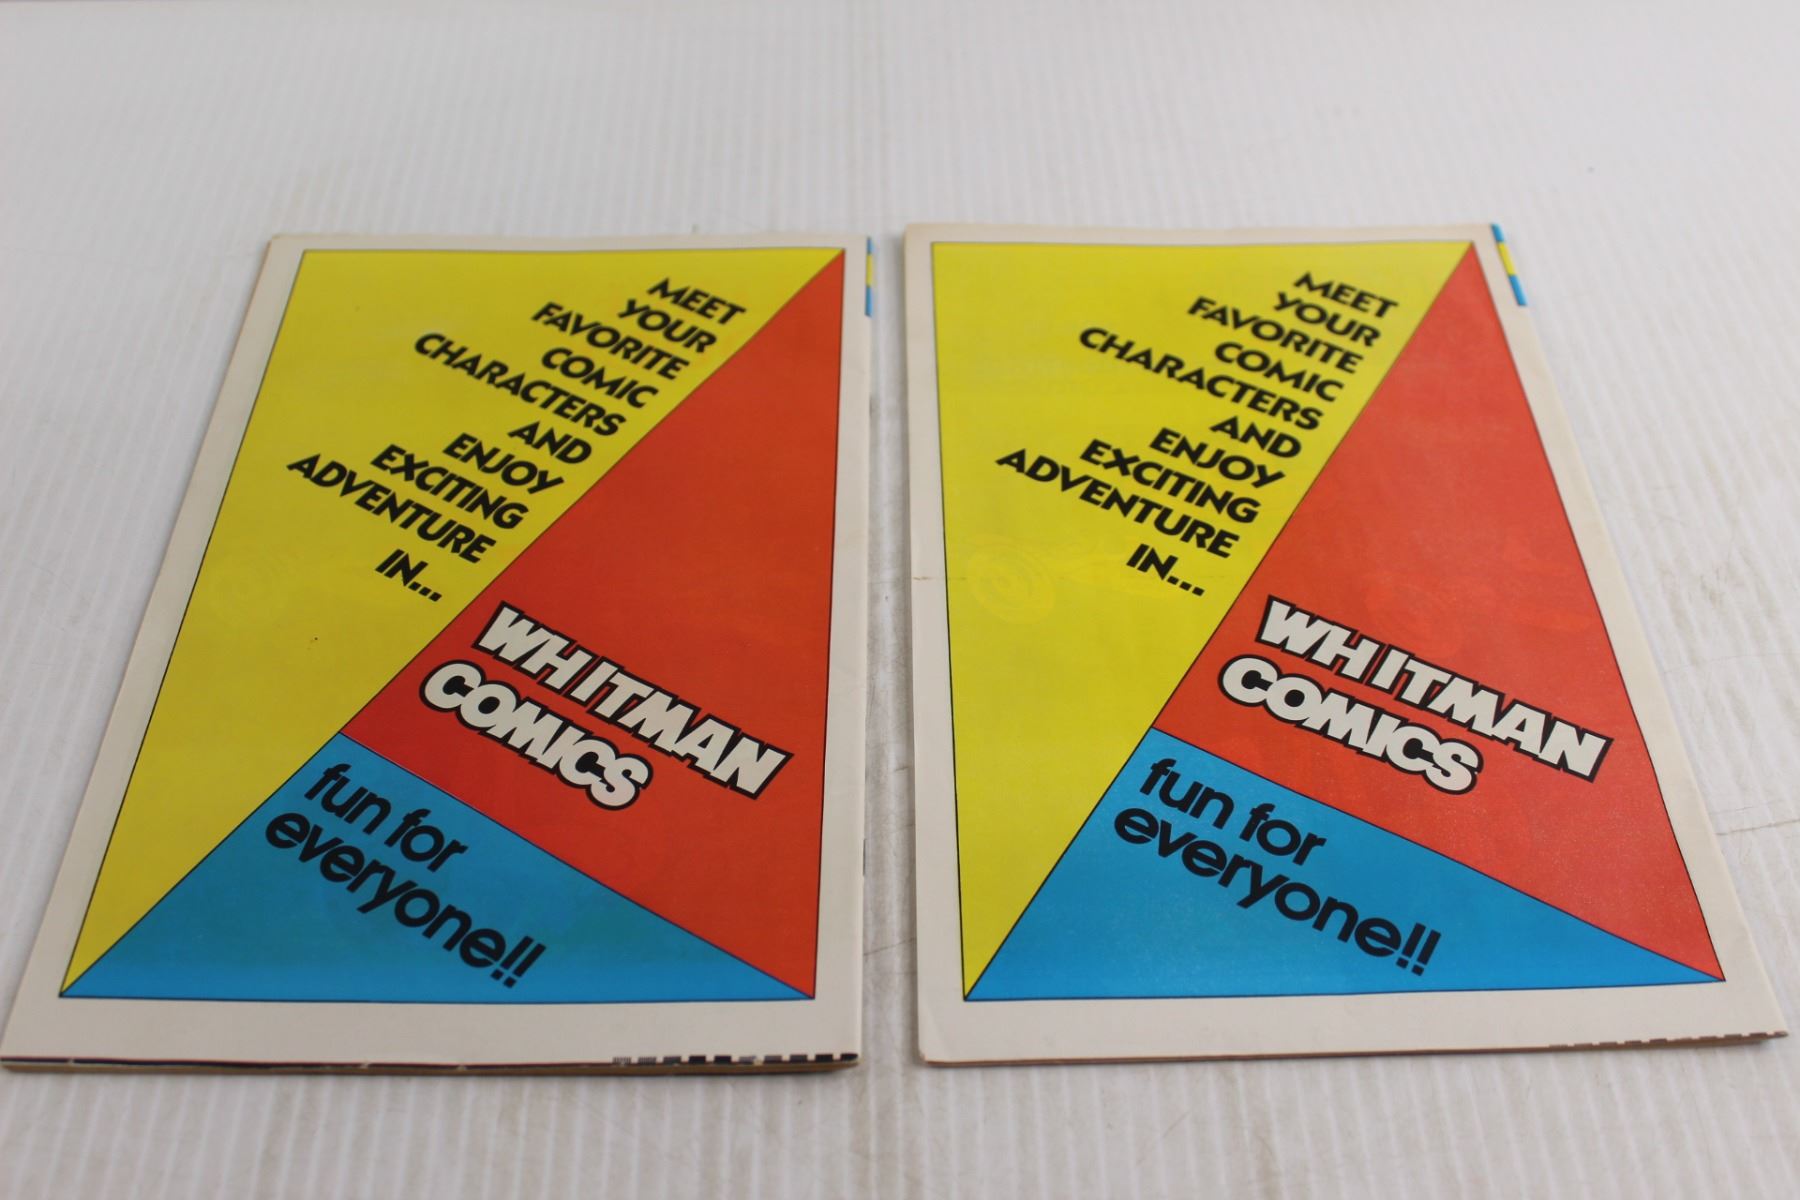 MEET
YOUR
FAVORITE
COMIC
CHARACTERS
AND
ENJOY
EXCITING
ADVENTURE
IN...
WHITMAN
COMICS
fun for
everyone!!
MEET
YOUR
FAVORITE
COMIC
CHARACTERS
AND
ENJOY
EXCITING
ADVENTURE
IN...
WHITMAN
COMICS
fun for
everyone!!